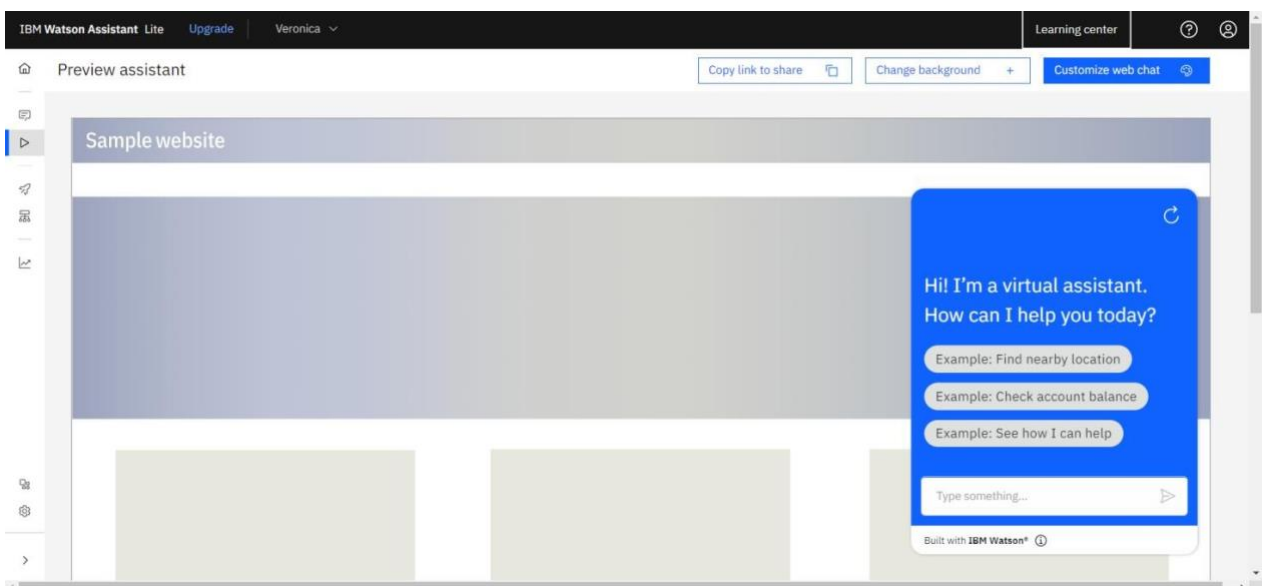 IBM Watson Assistant Lite Upgrade Veronica Learning center
Preview assistant Copy link to share Change background + Customize web chat
Sample website
Hi! I'm a virtual assistant.
How can I help you today?
Example: Find nearby location
Example: Check account balance
Example: See how I can help
Type something...
Built with IBM Watson®